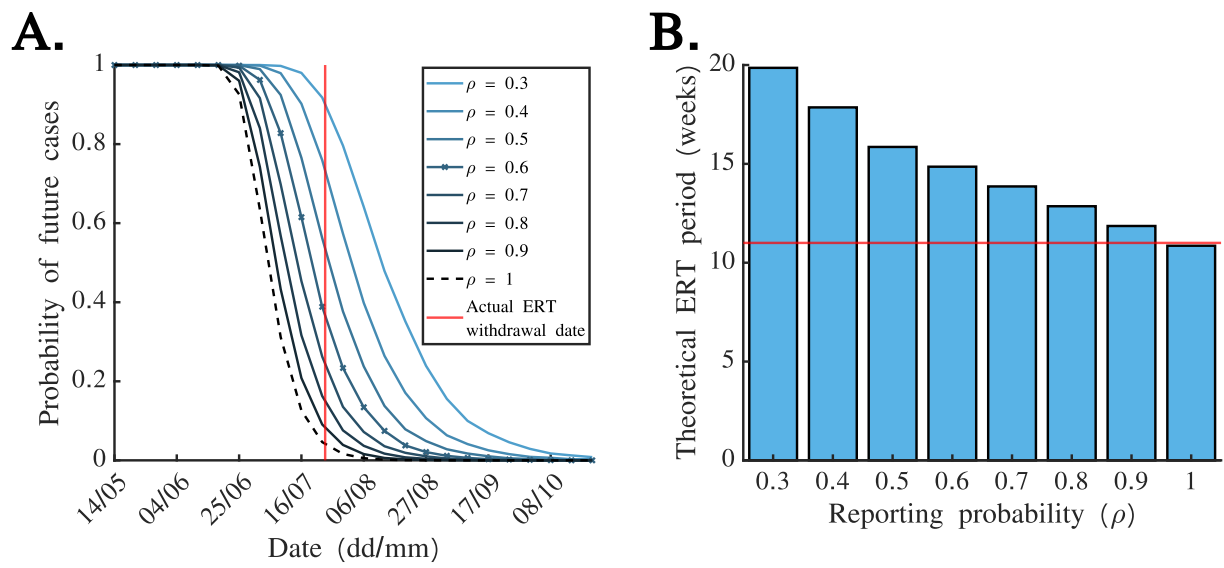 A.
Probability of future cases
1
0.8
0.6
0.4
0.2
0
14/05
04/06
25/06
16/07
06/08
27/08
17/09
08/10
Date (dd/mm)
ρ = 0.3
ρ = 0.4
ρ = 0.5
ρ = 0.6
ρ = 0.7
ρ = 0.8
ρ = 0.9
ρ = 1
Actual ERT
withdrawal date
B.
Theoretical ERT period (weeks)
20
15
10
5
0
0.3
0.4
0.5
0.6
0.7
0.8
0.9
1
Reporting probability (ρ)